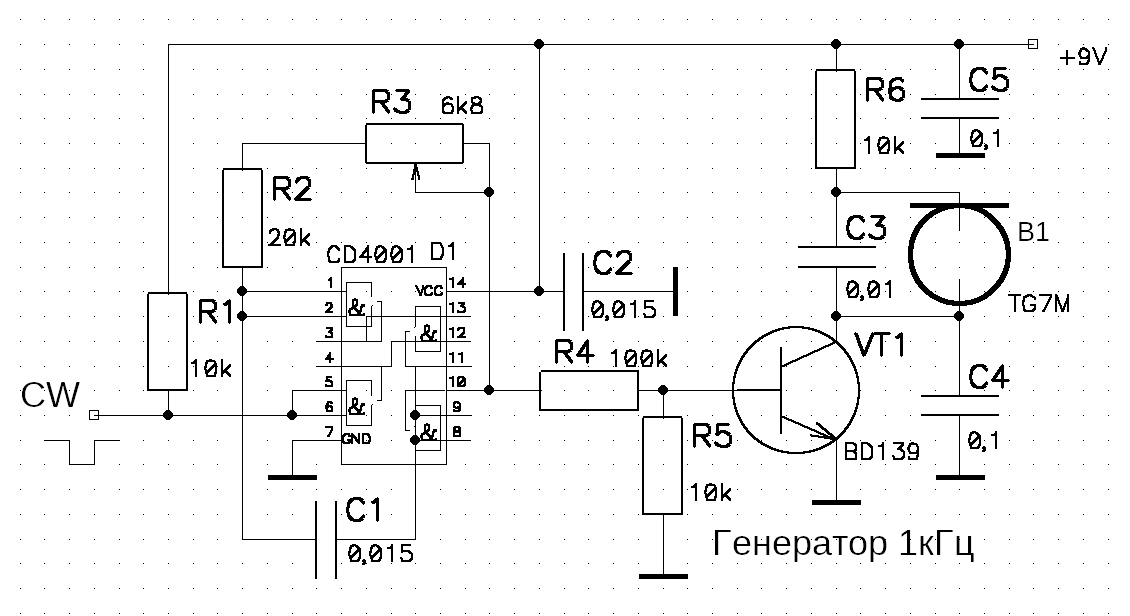 +9V
C5
R6
0,1
10k
R3 6k8
R2
20k
C3
B1
0,01
TG7M
CD4001 D1
C2
0,015
1 VCC 14
2 & 13
3 & 12
4 11
5 10
6 & 9
7 GND & 8
R1
10k
R4 100k
VT1
C4
0,1
CW
R5
10k
BD139
C1
0,015
Генератор 1кГц